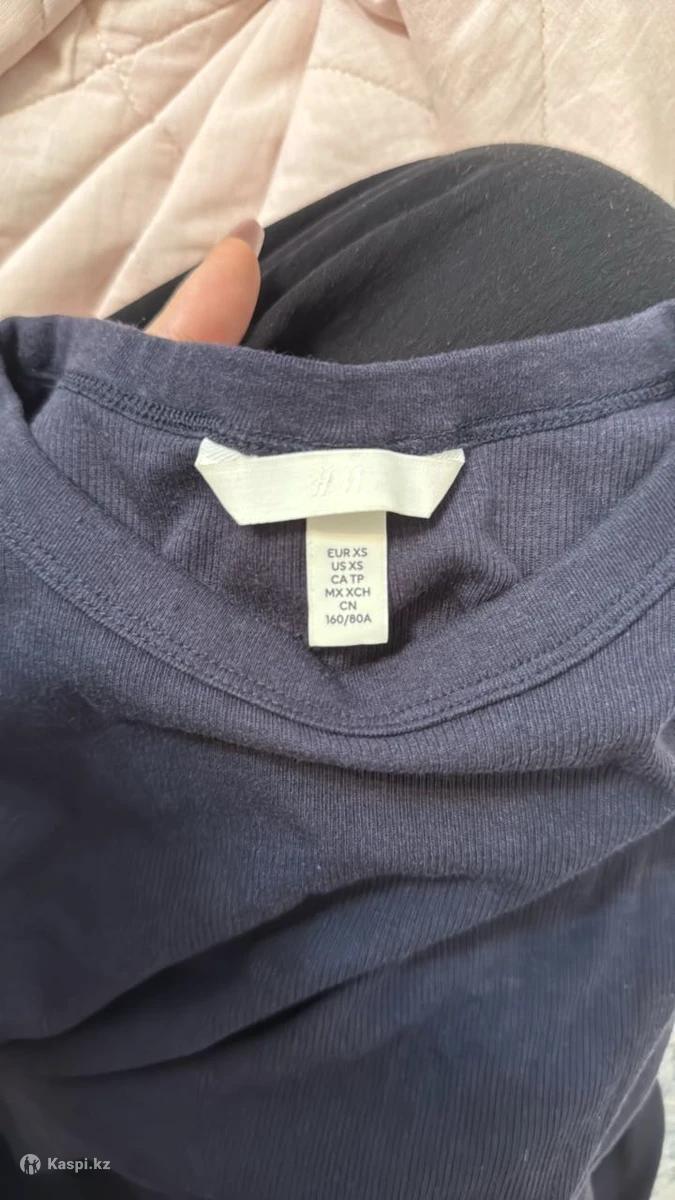 EUR XS
US XS
CA TP
MX XCH
CN
160/80A
Kaspi.kz